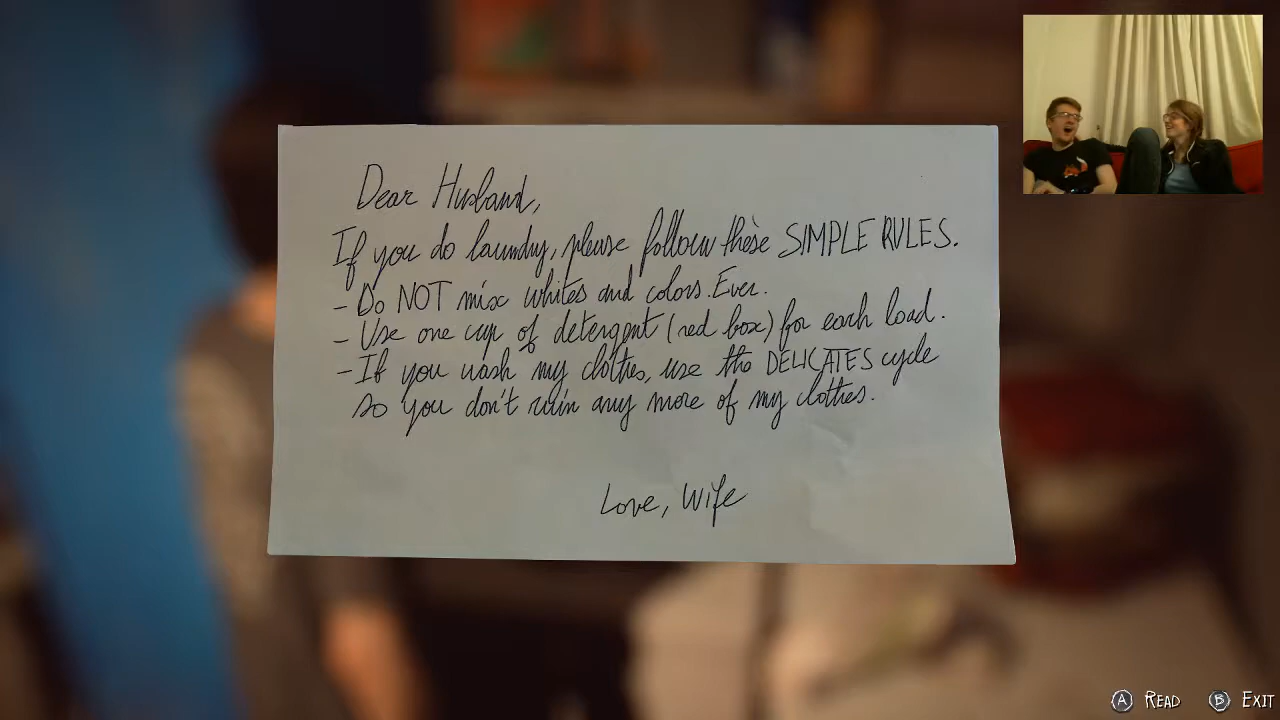 Dear Husband,
If you do laundry, please follow thèse SIMPLE RULES.
- Do NOT mix whites and colors. Ever.
- Use one cup of detergent (red box) for each load.
- If you wash my clothes, use the DELICATES cycle
so you don't ruin any more of my clothes.
Love, Wife
A READ B EXIT